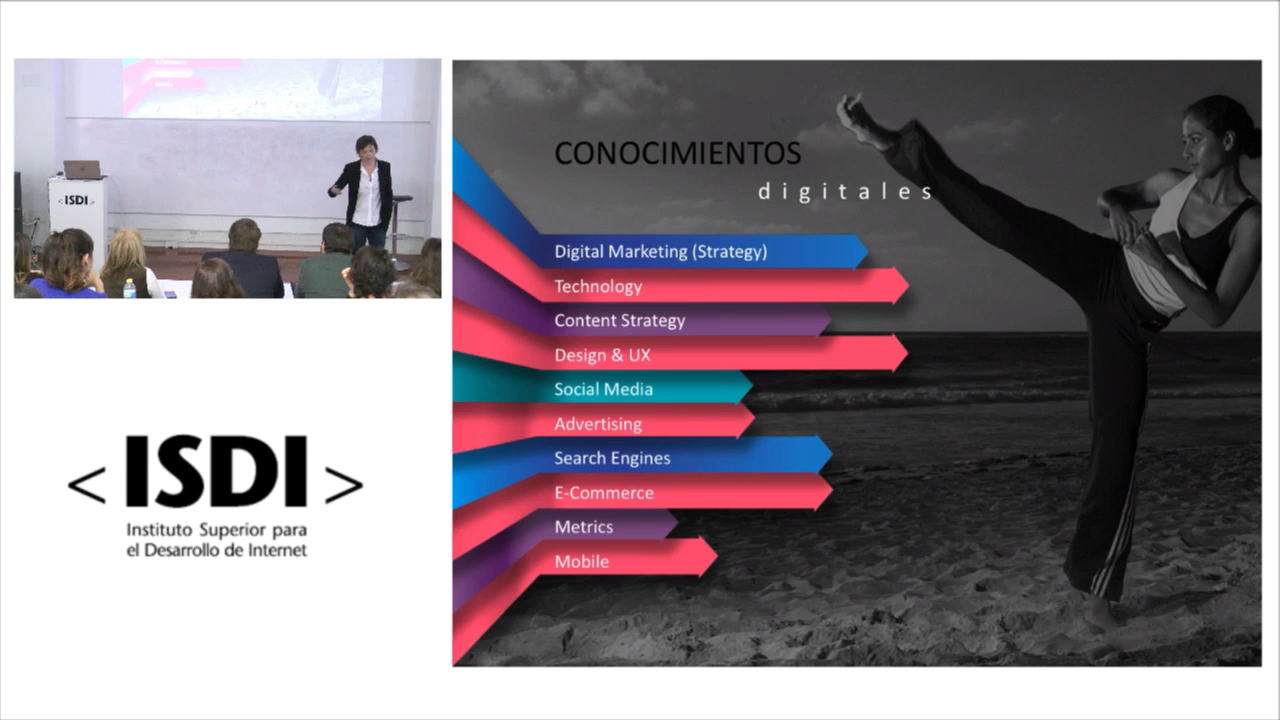 <ISDI>
CONOCIMIENTOS
digitales
Digital Marketing (Strategy)
Technology
Content Strategy
Design & UX
Social Media
Advertising
Search Engines
E-Commerce
Metrics
Mobile
<ISDI>
Instituto Superior para
el Desarrollo de Internet